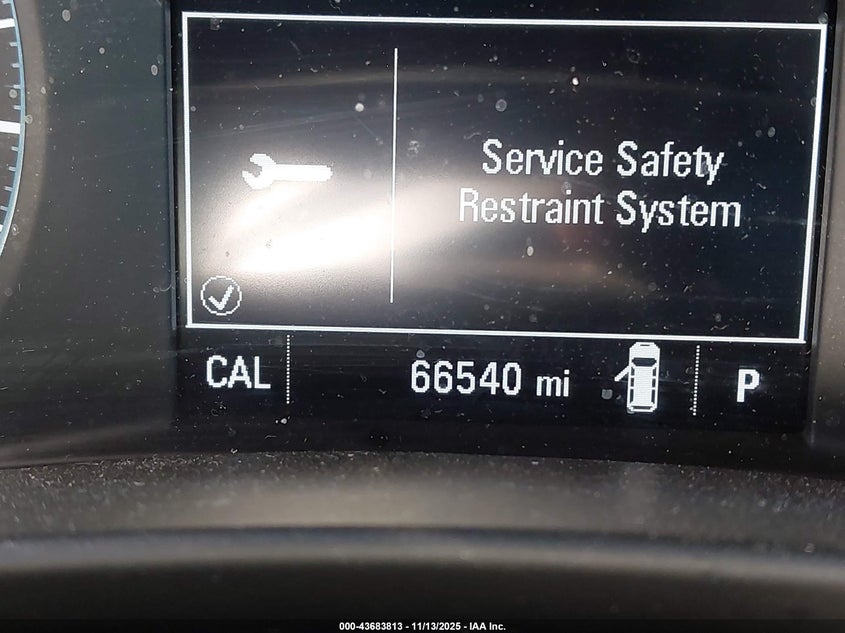 Service Safety
Restraint System
CAL
66540 mi
P
000-43683813 - 11/13/2025 - IAA Inc.